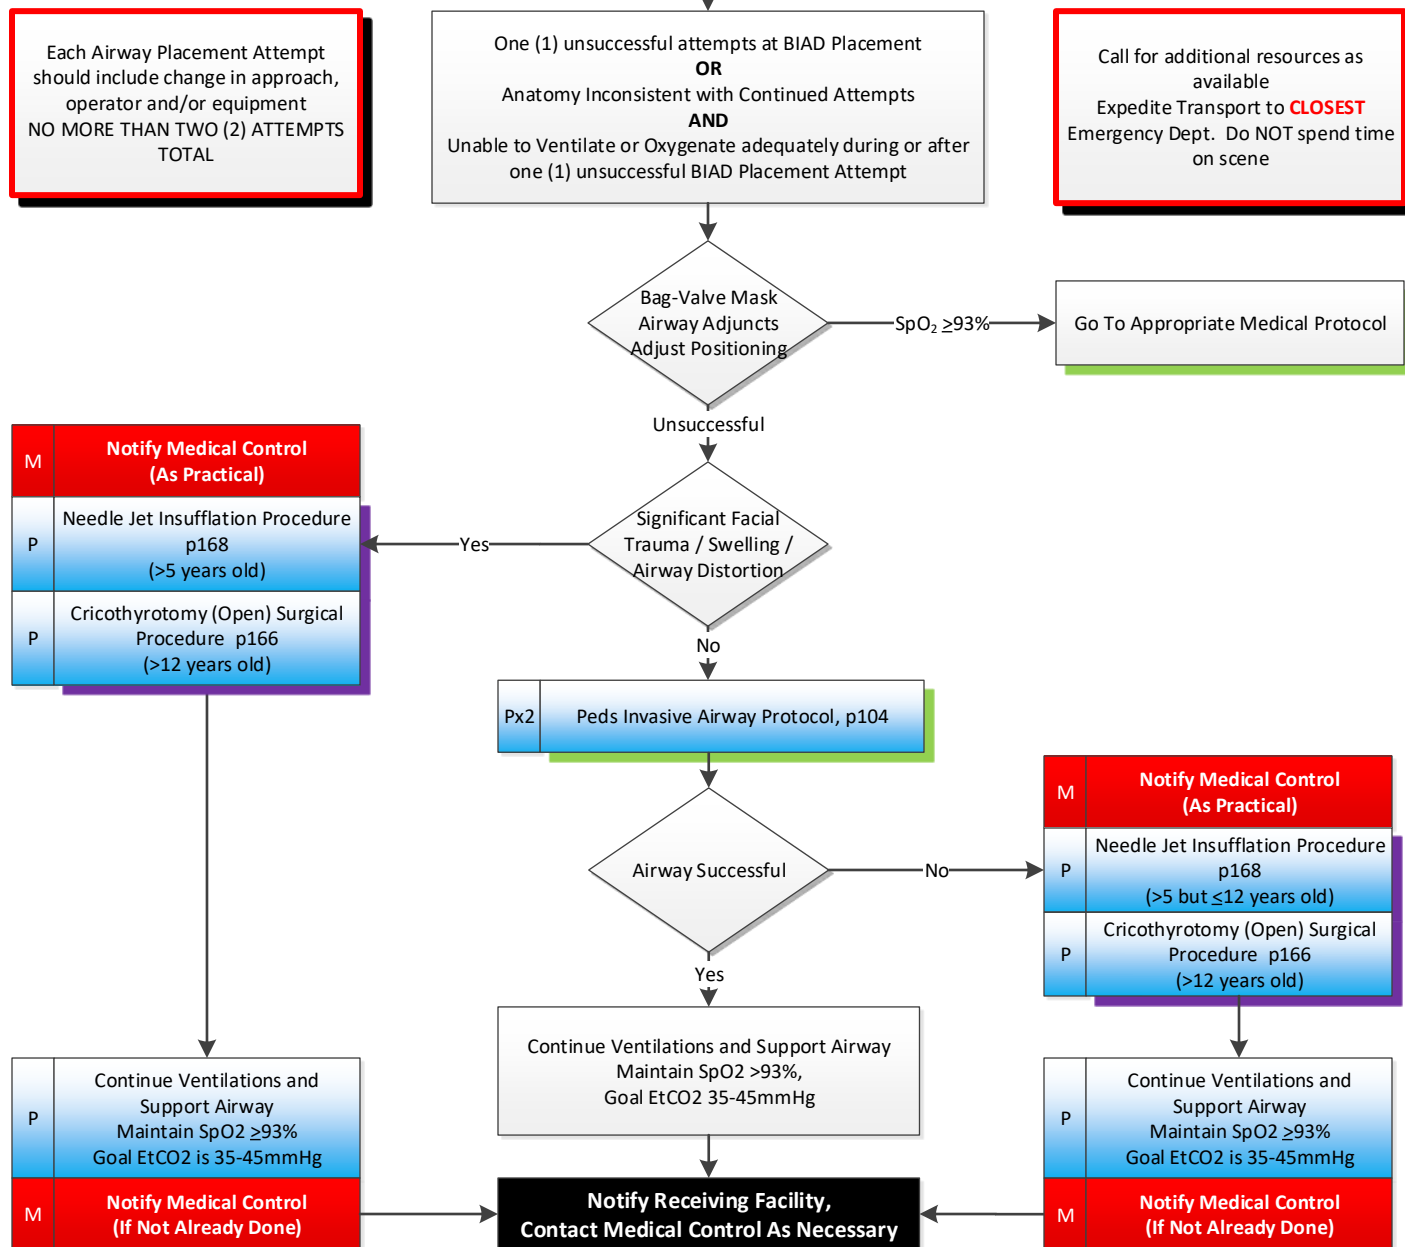 Each Airway Placement Attempt
should include change in approach,
operator and/or equipment
NO MORE THAN TWO (2) ATTEMPTS
TOTAL
One (1) unsuccessful attempts at BIAD Placement
OR
Anatomy Inconsistent with Continued Attempts
AND
Unable to Ventilate or Oxygenate adequately during or after
one (1) unsuccessful BIAD Placement Attempt
Call for additional resources as
available
Expedite Transport to CLOSEST
Emergency Dept.  Do NOT spend time
on scene
Bag-Valve Mask
Airway Adjuncts
Adjust Positioning
SpO₂ ≥93%
Go To Appropriate Medical Protocol
Unsuccessful
M
Notify Medical Control
(As Practical)
P
Needle Jet Insufflation Procedure
p168
(>5 years old)
P
Cricothyrotomy (Open) Surgical
Procedure  p166
(>12 years old)
Yes
Significant Facial
Trauma / Swelling /
Airway Distortion
No
Px2
Peds Invasive Airway Protocol, p104
Airway Successful
No
M
Notify Medical Control
(As Practical)
P
Needle Jet Insufflation Procedure
p168
(>5 but ≤12 years old)
P
Cricothyrotomy (Open) Surgical
Procedure  p166
(>12 years old)
Yes
P
Continue Ventilations and
Support Airway
Maintain SpO2 ≥93%
Goal EtCO2 is 35-45mmHg
M
Notify Medical Control
(If Not Already Done)
Continue Ventilations and Support Airway
Maintain SpO2 >93%,
Goal EtCO2 35-45mmHg
Notify Receiving Facility,
Contact Medical Control As Necessary
P
Continue Ventilations and
Support Airway
Maintain SpO2 ≥93%
Goal EtCO2 is 35-45mmHg
M
Notify Medical Control
(If Not Already Done)